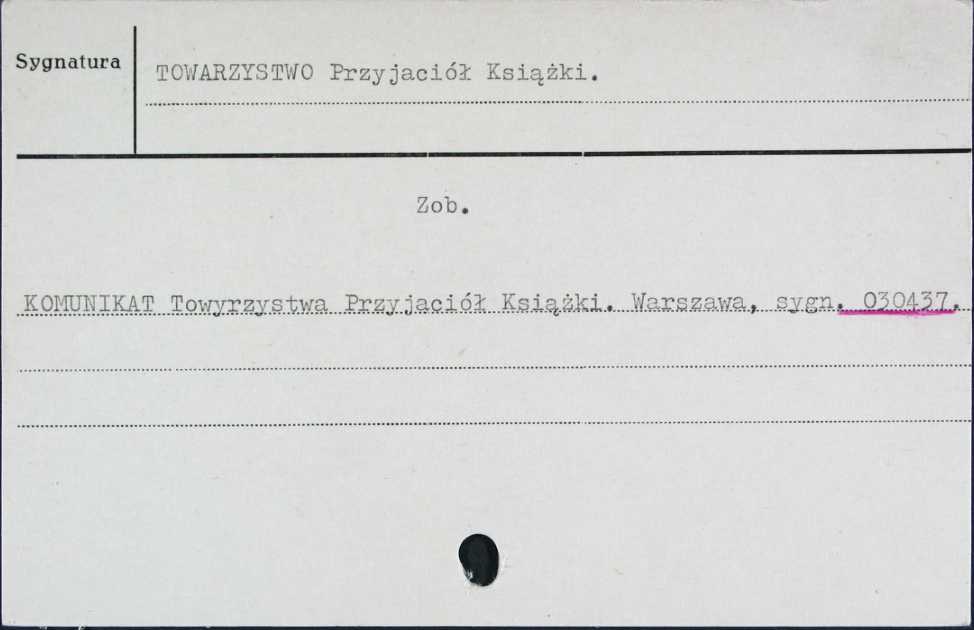 Sygnatura
TOWARZYSTWO Przyjaciół Książki.
Zob.
KOMUNIKAT Towyrzystwa Przyjaciół Książki. Warszawa, sygn. 030437.